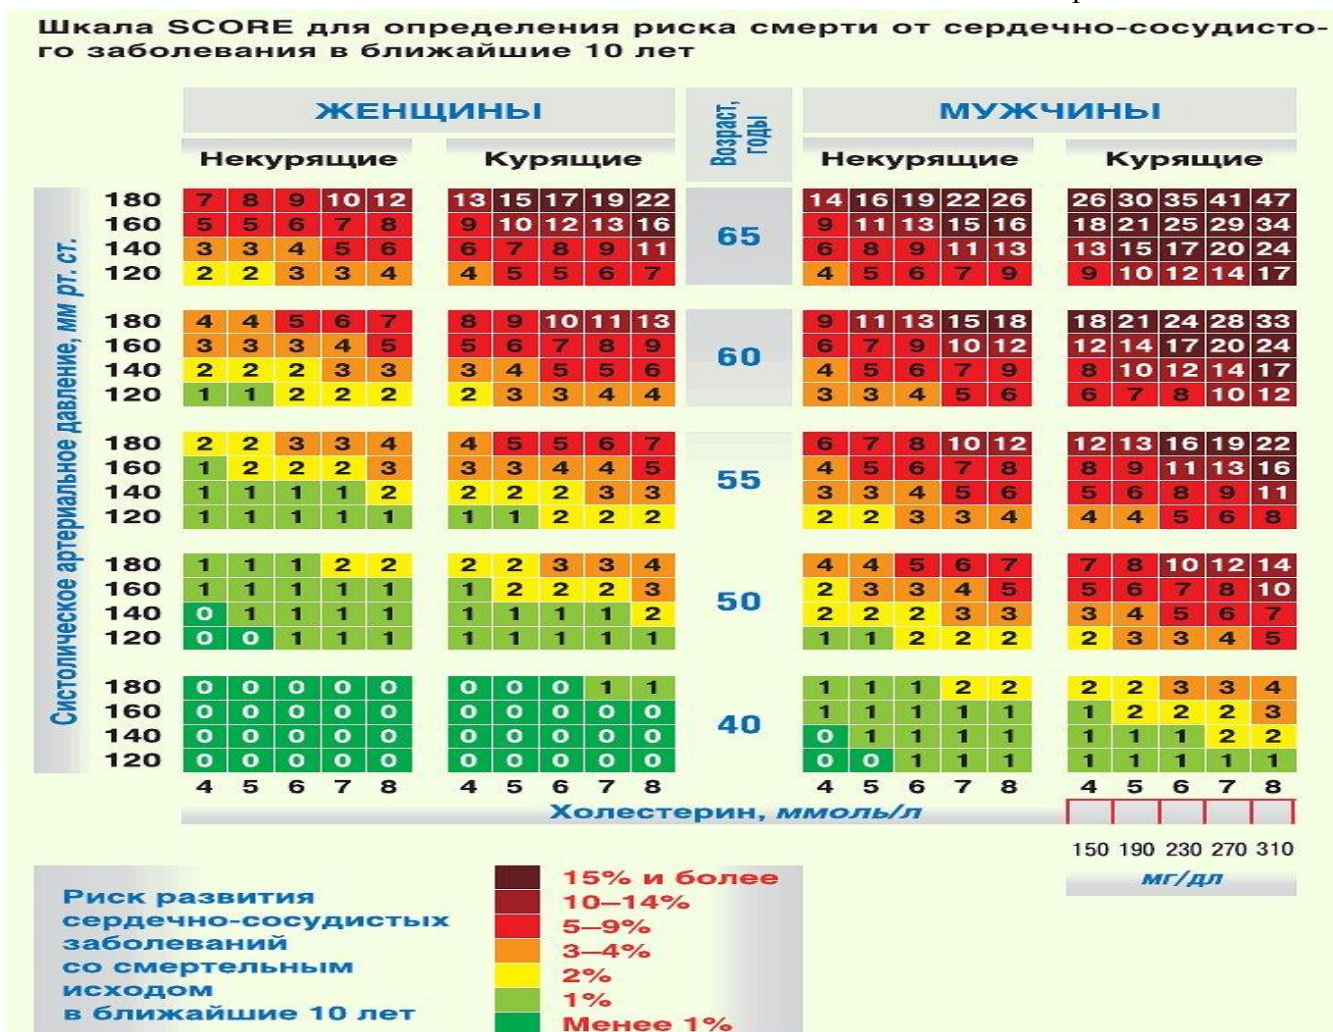 Шкала SCORE для определения риска смерти от сердечно-сосудисто-
го заболевания в ближайшие 10 лет
ЖЕНЩИНЫ Возраст, годы МУЖЧИНЫ
Некурящие Курящие Некурящие Курящие
Систолическое артериальное давление, мм рт. ст.
180 7 8 9 10 12 13 15 17 19 22 14 16 19 22 26 26 30 35 41 47
160 5 5 6 7 8 9 10 12 13 16 65 9 11 13 15 16 18 21 25 29 34
140 3 3 4 5 6 6 7 8 9 11 6 8 9 11 13 13 15 17 20 24
120 2 2 3 3 4 4 5 5 6 7 4 5 6 7 9 9 10 12 14 17
180 4 4 5 6 7 8 9 10 11 13 9 11 13 15 18 18 21 24 28 33
160 3 3 3 4 5 5 6 7 8 9 60 6 7 9 10 12 12 14 17 20 24
140 2 2 2 3 3 3 4 5 5 6 4 5 6 7 9 8 10 12 14 17
120 1 1 2 2 2 2 3 3 4 4 3 3 4 5 6 6 7 8 10 12
180 2 2 3 3 4 4 5 5 6 7 6 7 8 10 12 12 13 16 19 22
160 1 2 2 2 3 3 3 4 4 5 55 4 5 6 7 8 8 9 11 13 16
140 1 1 1 1 2 2 2 2 3 3 3 3 4 5 6 5 6 8 9 11
120 1 1 1 1 1 1 1 2 2 2 2 2 3 3 4 4 4 5 6 8
180 1 1 1 2 2 2 2 3 3 4 4 4 5 6 7 7 8 10 12 14
160 1 1 1 1 1 1 2 2 2 3 50 2 3 3 4 5 5 6 7 8 10
140 0 1 1 1 1 1 1 1 1 2 2 2 2 3 3 3 4 5 6 7
120 0 0 1 1 1 1 1 1 1 1 1 1 2 2 2 2 3 3 4 5
180 0 0 0 0 0 0 0 0 1 1 1 1 1 2 2 2 2 3 3 4
160 0 0 0 0 0 0 0 0 0 0 40 1 1 1 1 1 1 2 2 2 3
140 0 0 0 0 0 0 0 0 0 0 0 1 1 1 1 1 1 1 2 2
120 0 0 0 0 0 0 0 0 0 0 0 0 1 1 1 1 1 1 1 1
4 5 6 7 8 4 5 6 7 8 4 5 6 7 8 4 5 6 7 8
Холестерин, ммоль/л
150 190 230 270 310
мг/дл
Риск развития
сердечно-сосудистых
заболеваний
со смертельным
исходом
в ближайшие 10 лет
15% и более
10–14%
5–9%
3–4%
2%
1%
Менее 1%